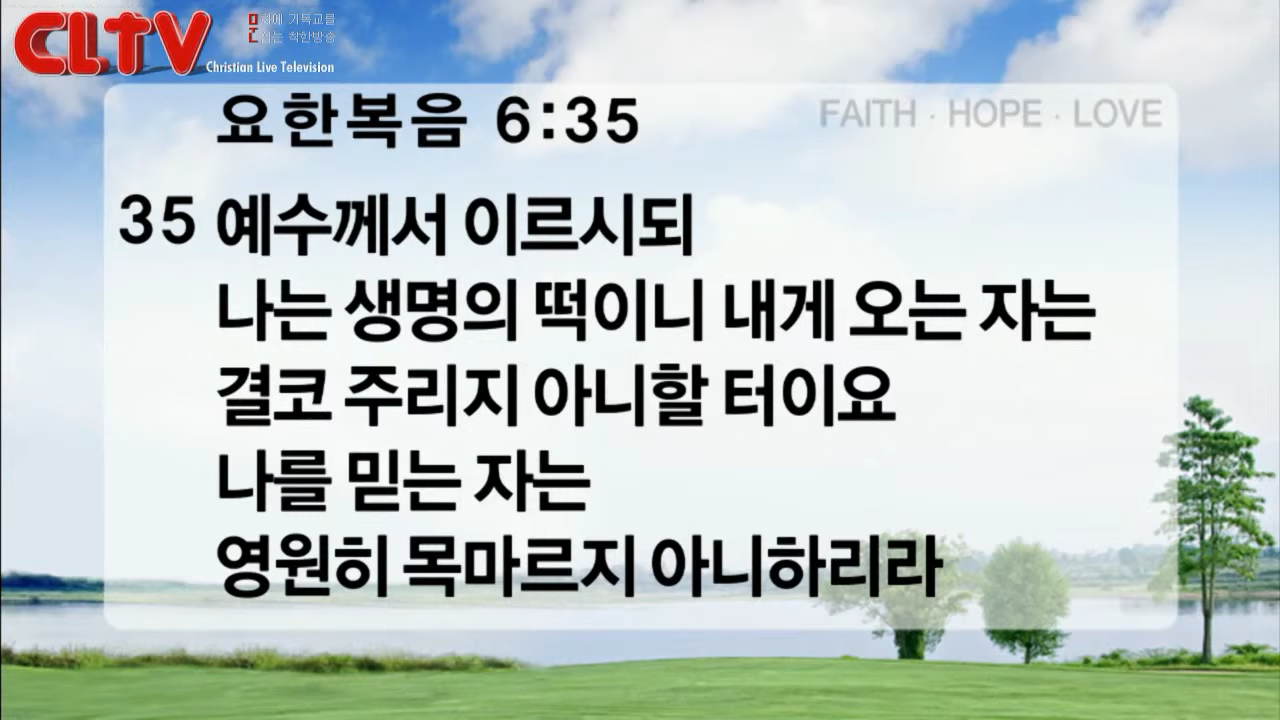 CLTV
Christian Live Television
요한복음 6:35
FAITH · HOPE · LOVE
35 예수께서 이르시되
나는 생명의 떡이니 내게 오는 자는
결코 주리지 아니할 터이요
나를 믿는 자는
영원히 목마르지 아니하리라